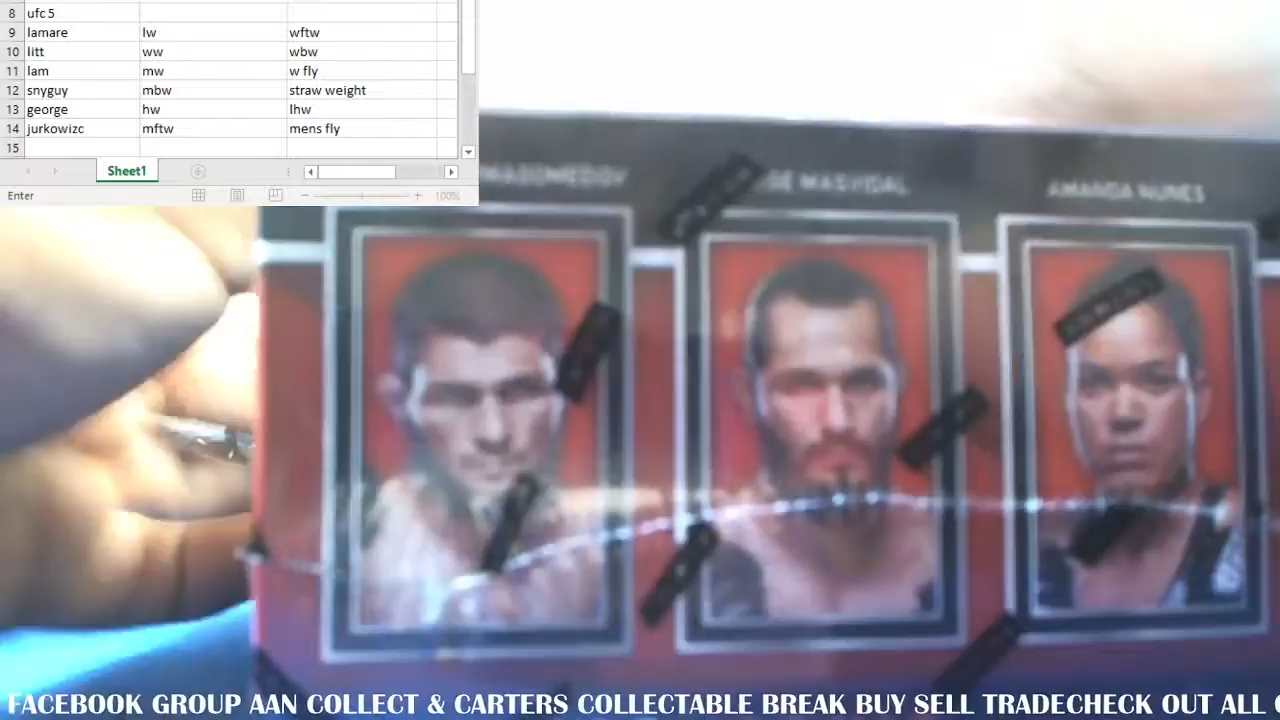 8 ufc 5
9 lamare lw wftw
10 litt ww wbw
11 lam mw w fly
12 snyguy mbw straw weight
13 george hw lhw
14 jurkowizc mftw mens fly
15
Sheet1
Enter 100%
MASVIDAL AMANDA NUNES
FACEBOOK GROUP AAN COLLECT & CARTERS COLLECTABLE BREAK BUY SELL TRADECHECK OUT ALL